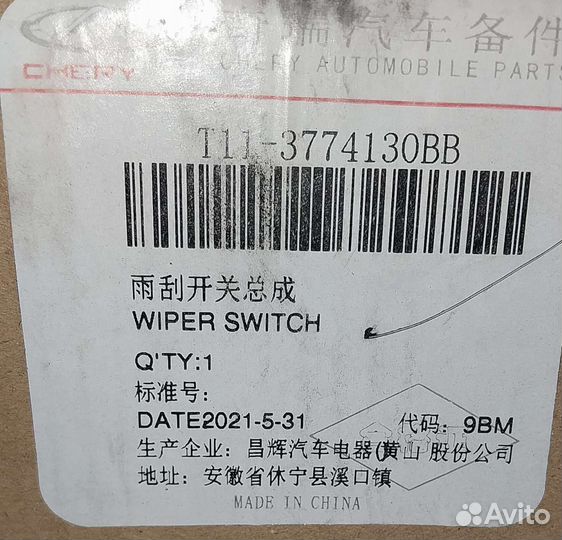 瑞汽车备件
CHERY
CHERY AUTOMOBILE PARTS
T11-3774130BB
雨刮开关总成
WIPER SWITCH
Q'TY:1
标准号:
DATE2021-5-31 代码: 9BM
生产企业: 昌辉汽车电器(黄山 股份公司
地址: 安徽省休宁县溪口镇
MADE IN CHINA
Avito